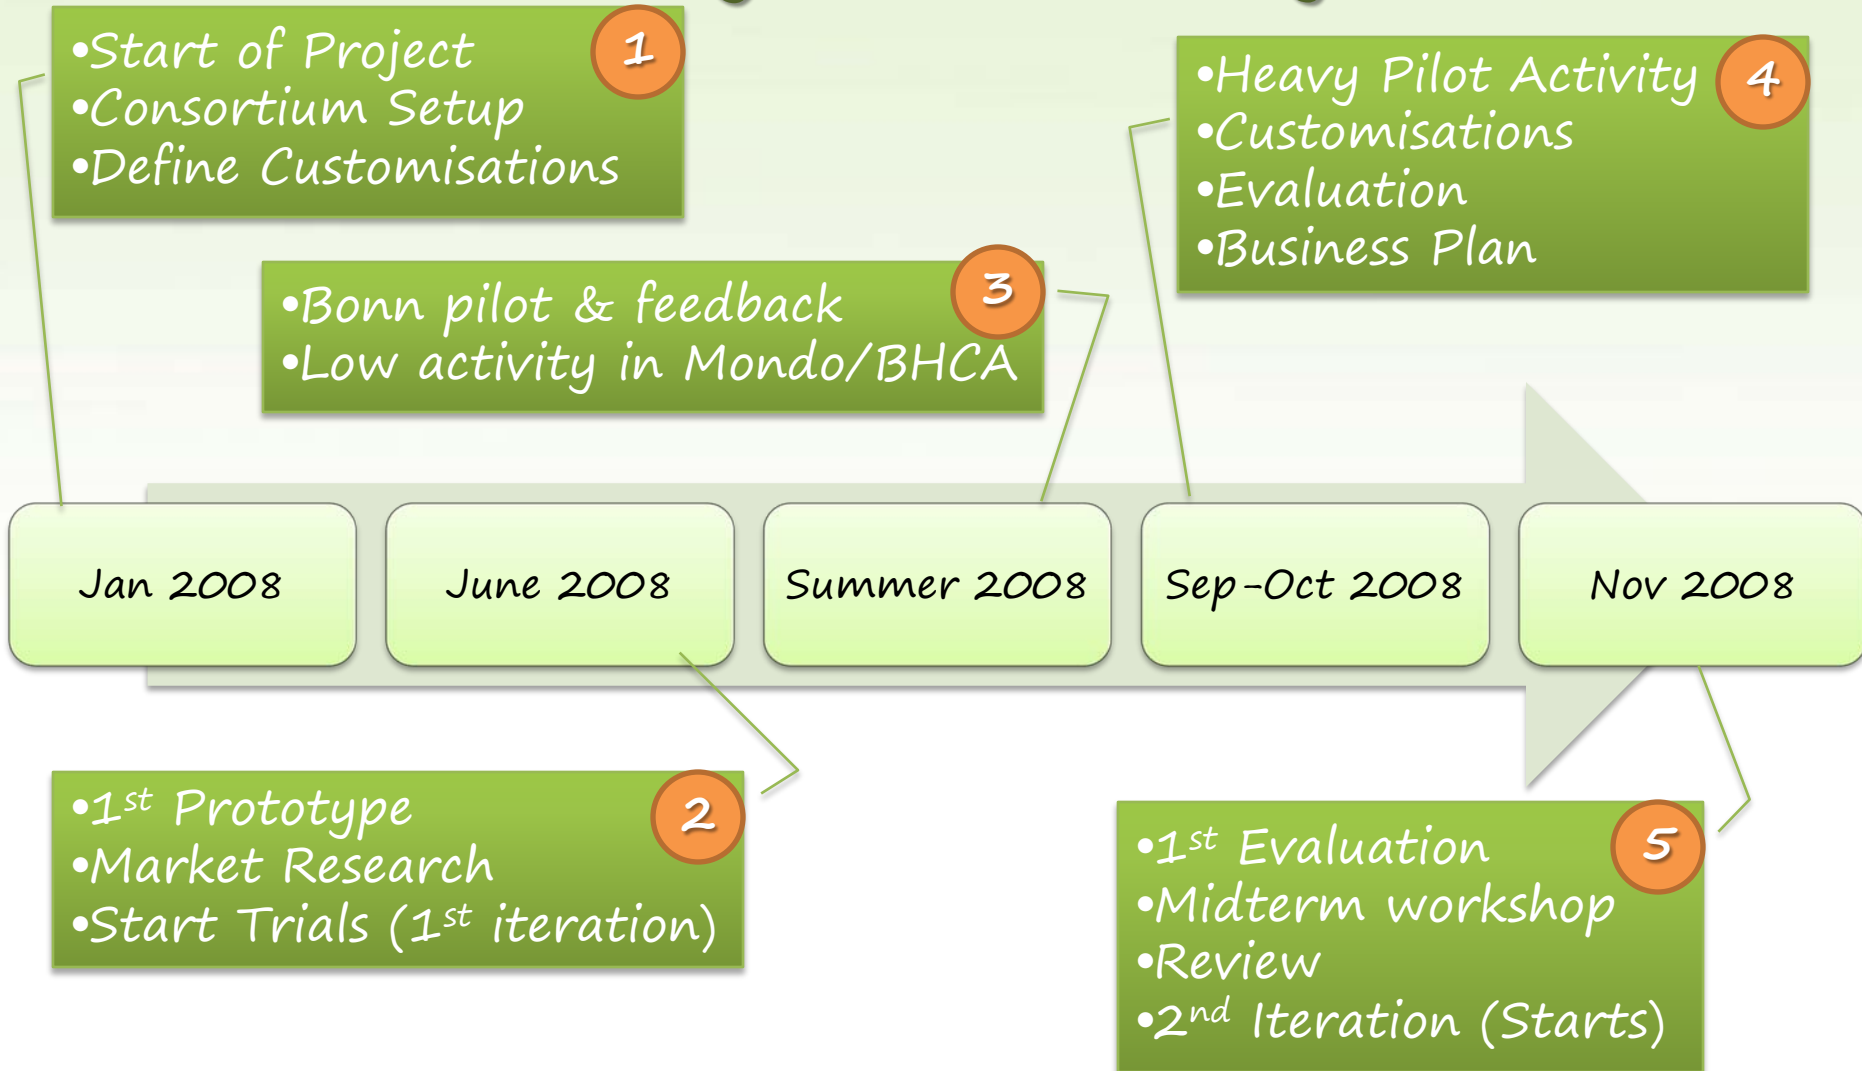 •Start of Project
•Consortium Setup
•Define Customisations
1
•Heavy Pilot Activity
•Customisations
•Evaluation
•Business Plan
4
•Bonn pilot & feedback
•Low activity in Mondo/BHCA
3
Jan 2008
June 2008
Summer 2008
Sep-Oct 2008
Nov 2008
•1st Prototype
•Market Research
•Start Trials (1st iteration)
2
•1st Evaluation
•Midterm workshop
•Review
•2nd Iteration (Starts)
5